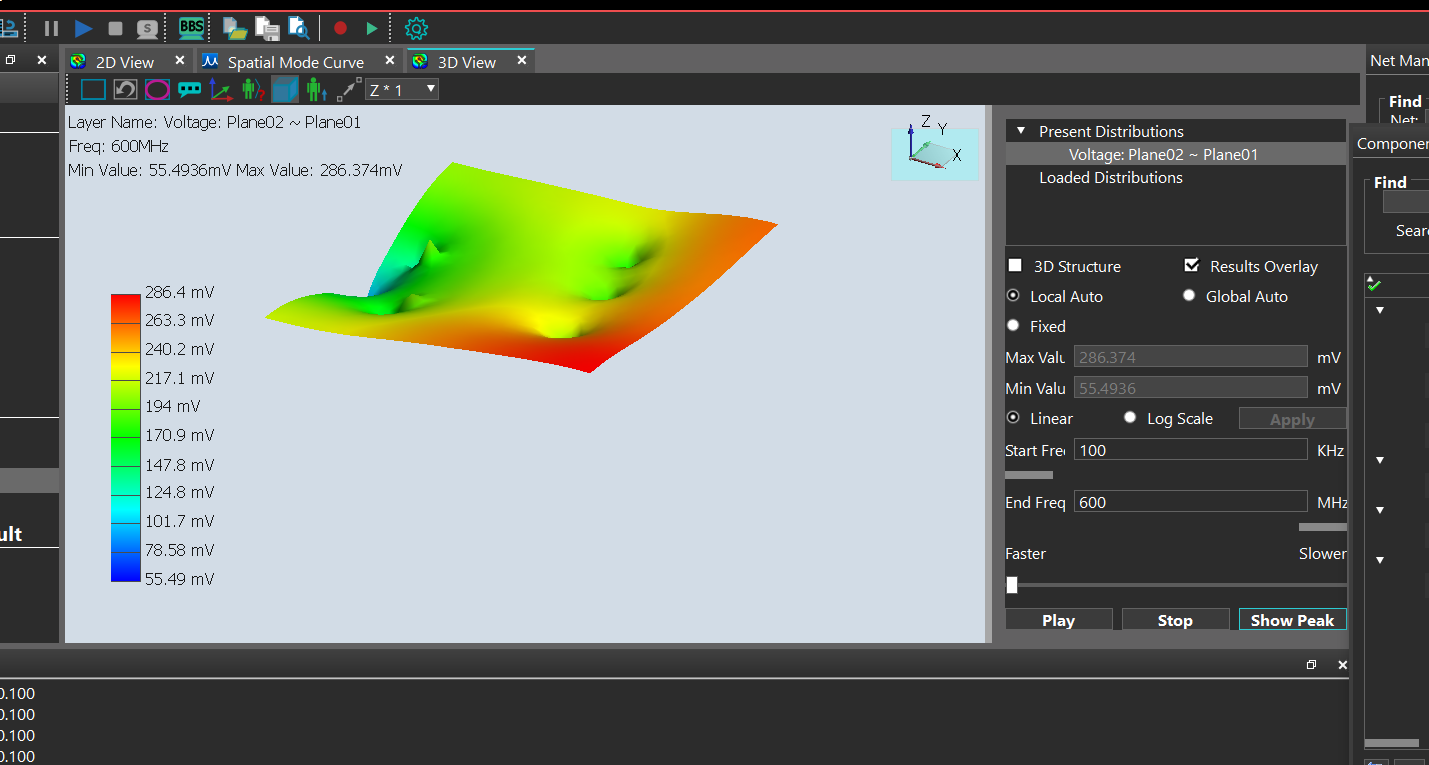 S
BBS
2D View
Spatial Mode Curve
3D View
Z * 1
Net Man
Find
Net:
Layer Name: Voltage: Plane02 ~ Plane01
Freq: 600MHz
Min Value: 55.4936mV Max Value: 286.374mV
Z
Y
X
Present Distributions
Voltage: Plane02 ~ Plane01
Loaded Distributions
Componen
Find
Sear
3D Structure
Results Overlay
Local Auto
Global Auto
Fixed
Max Valu 286.374 mV
Min Valu 55.4936 mV
Linear
Log Scale
Apply
Start Fre 100 KHz
End Freq 600 MHz
Faster
Slower
Play
Stop
Show Peak
286.4 mV
263.3 mV
240.2 mV
217.1 mV
194 mV
170.9 mV
147.8 mV
124.8 mV
101.7 mV
78.58 mV
55.49 mV
ult
0.100
0.100
0.100
0.100